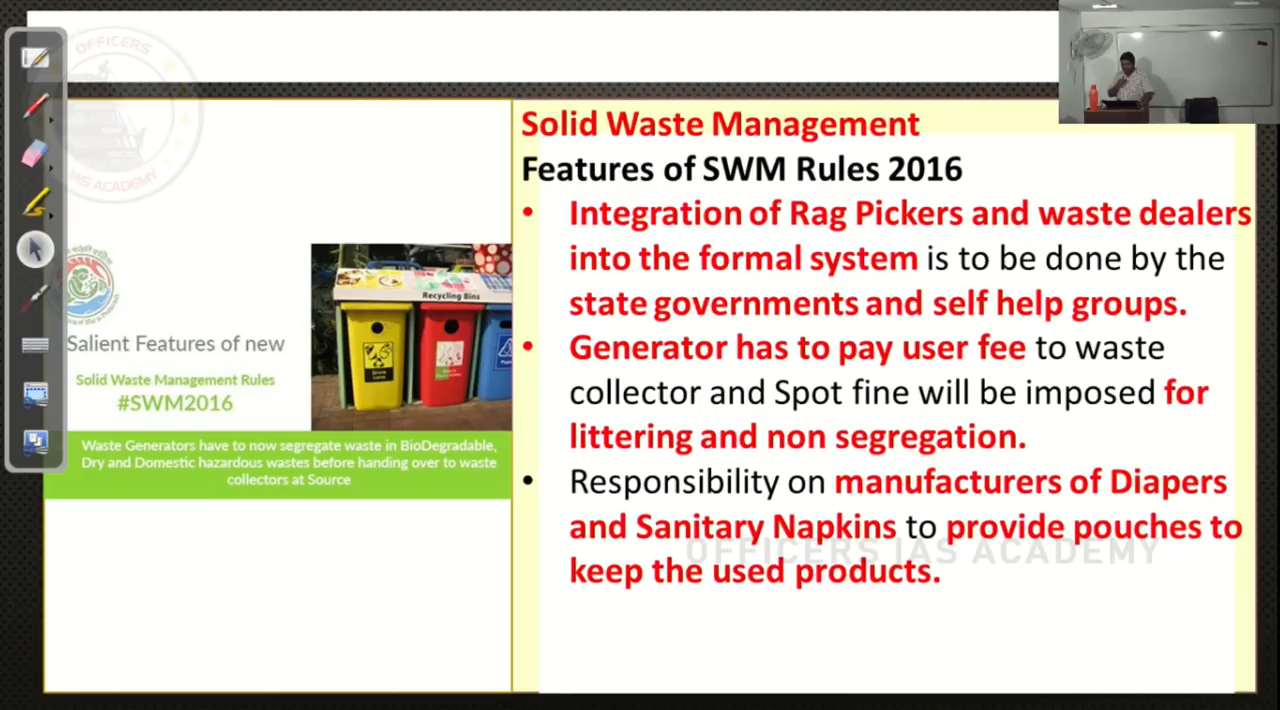 OFFICERS
IAS ACADEMY
Solid Waste Management
Features of SWM Rules 2016
• Integration of Rag Pickers and waste dealers
into the formal system is to be done by the
state governments and self help groups.
• Generator has to pay user fee to waste
collector and Spot fine will be imposed for
littering and non segregation.
• Responsibility on manufacturers of Diapers
and Sanitary Napkins to provide pouches to
keep the used products.
OFFICERS IAS ACADEMY
Recycling Bins
Salient Features of new
Solid Waste Management Rules
#SWM2016
Waste Generators have to now segregate waste in BioDegradable,
Dry and Domestic hazardous wastes before handing over to waste
collectors at Source